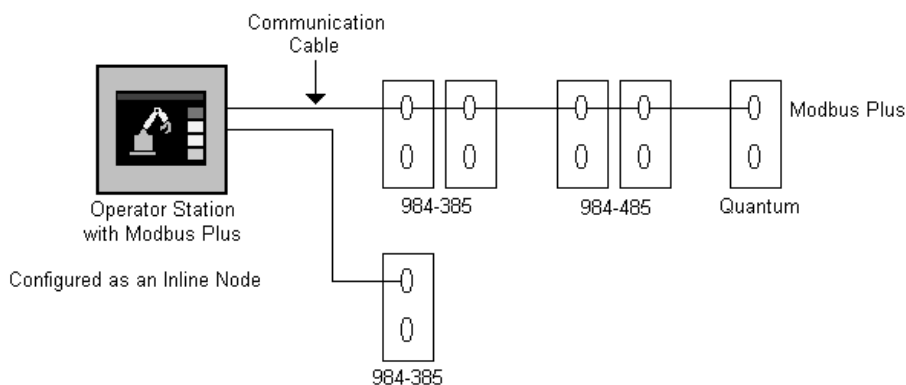 Communication
Cable
Modbus Plus
984-385
984-485
Quantum
Operator Station
with Modbus Plus
Configured as an Inline Node
984-385